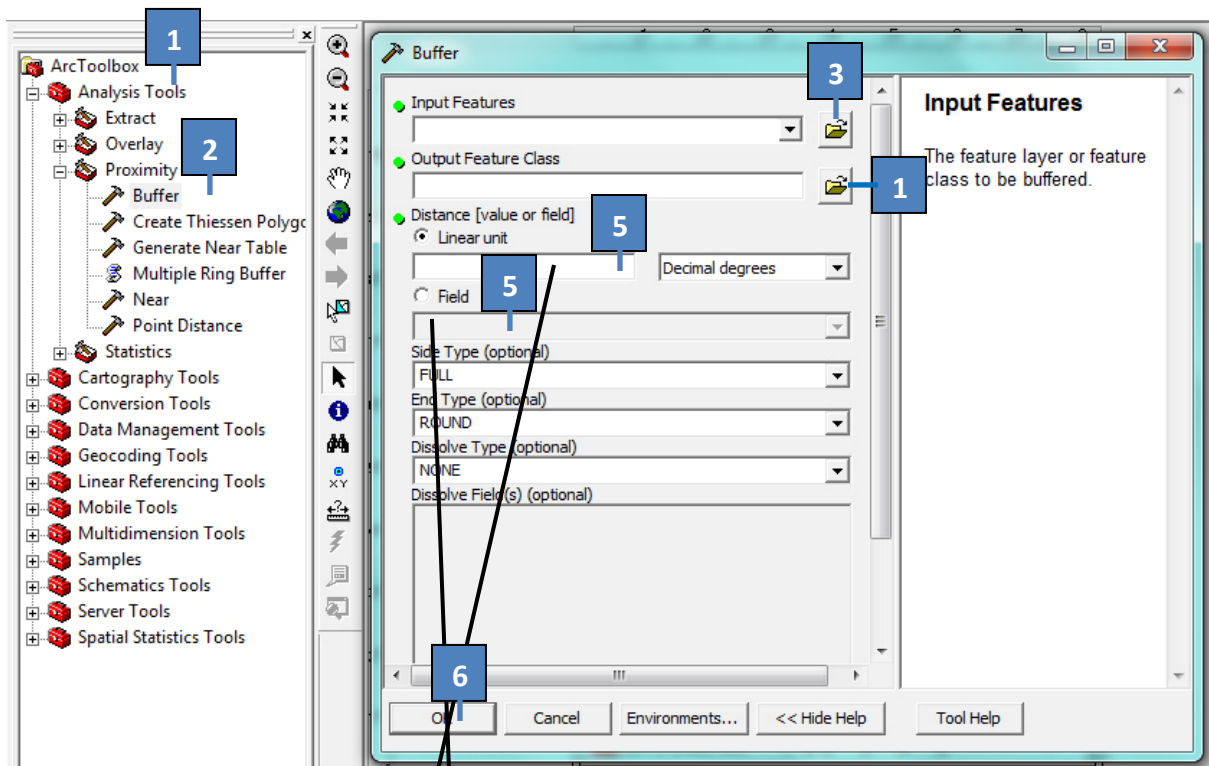 1
ArcToolbox
Analysis Tools
Extract
Overlay
2
Proximity
Buffer
Create Thiessen Polygo
Generate Near Table
Multiple Ring Buffer
Near
Point Distance
Statistics
Cartography Tools
Conversion Tools
Data Management Tools
Geocoding Tools
Linear Referencing Tools
Mobile Tools
Multidimension Tools
Samples
Schematics Tools
Server Tools
Spatial Statistics Tools
XY
Buffer
3
Input Features
Output Feature Class
1
Distance [value or field]
5
Linear unit
Decimal degrees
5
Field
Side Type (optional)
FULL
End Type (optional)
ROUND
Dissolve Type (optional)
NONE
Dissolve Field(s) (optional)
6
Cancel
Environments...
<< Hide Help
Tool Help
Input Features
The feature layer or feature
class to be buffered.